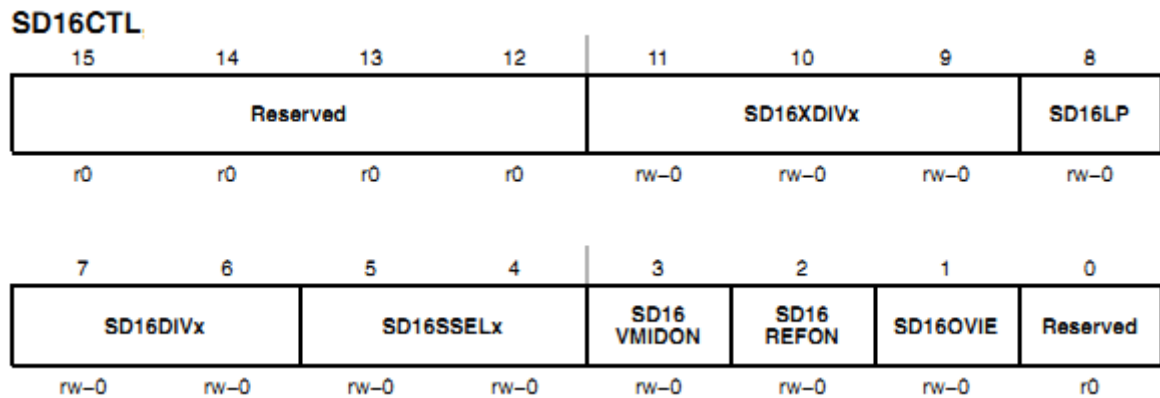 SD16CTL
15 14 13 12 11 10 9 8
Reserved SD16XDIVx SD16LP
r0 r0 r0 r0 rw–0 rw–0 rw–0 rw–0
7 6 5 4 3 2 1 0
SD16DIVx SD16SSELx SD16 VMIDON SD16 REFON SD16OVIE Reserved
rw–0 rw–0 rw–0 rw–0 rw–0 rw–0 rw–0 r0